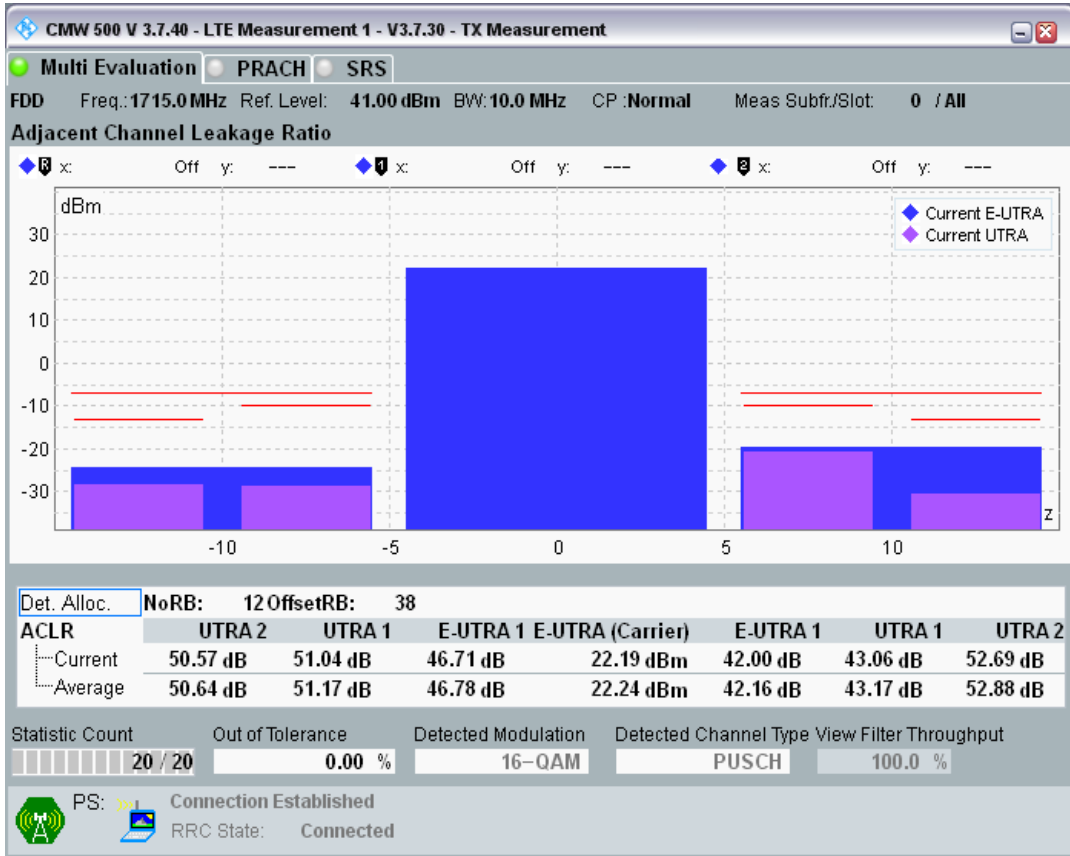 CMW 500 V 3.7.40 - LTE Measurement 1 - V3.7.30 - TX Measurement
Multi Evaluation PRACH SRS
FDD Freq.: 1715.0 MHz Ref. Level: 41.00 dBm BW: 10.0 MHz CP : Normal Meas Subfr./Slot: 0 / All
Adjacent Channel Leakage Ratio
R x: Off y: --- 1 x: Off y: --- 2 x: Off y: ---
dBm
Current E-UTRA
Current UTRA
30
20
10
0
-10
-20
-30
z
-10 -5 0 5 10
Det. Alloc. NoRB: 12 OffsetRB: 38
ACLR UTRA 2 UTRA 1 E-UTRA 1 E-UTRA (Carrier) E-UTRA 1 UTRA 1 UTRA 2
Current 50.57 dB 51.04 dB 46.71 dB 22.19 dBm 42.00 dB 43.06 dB 52.69 dB
Average 50.64 dB 51.17 dB 46.78 dB 22.24 dBm 42.16 dB 43.17 dB 52.88 dB
Statistic Count Out of Tolerance Detected Modulation Detected Channel Type View Filter Throughput
20 / 20 0.00 % 16-QAM PUSCH 100.0 %
PS: Connection Established
RRC State: Connected